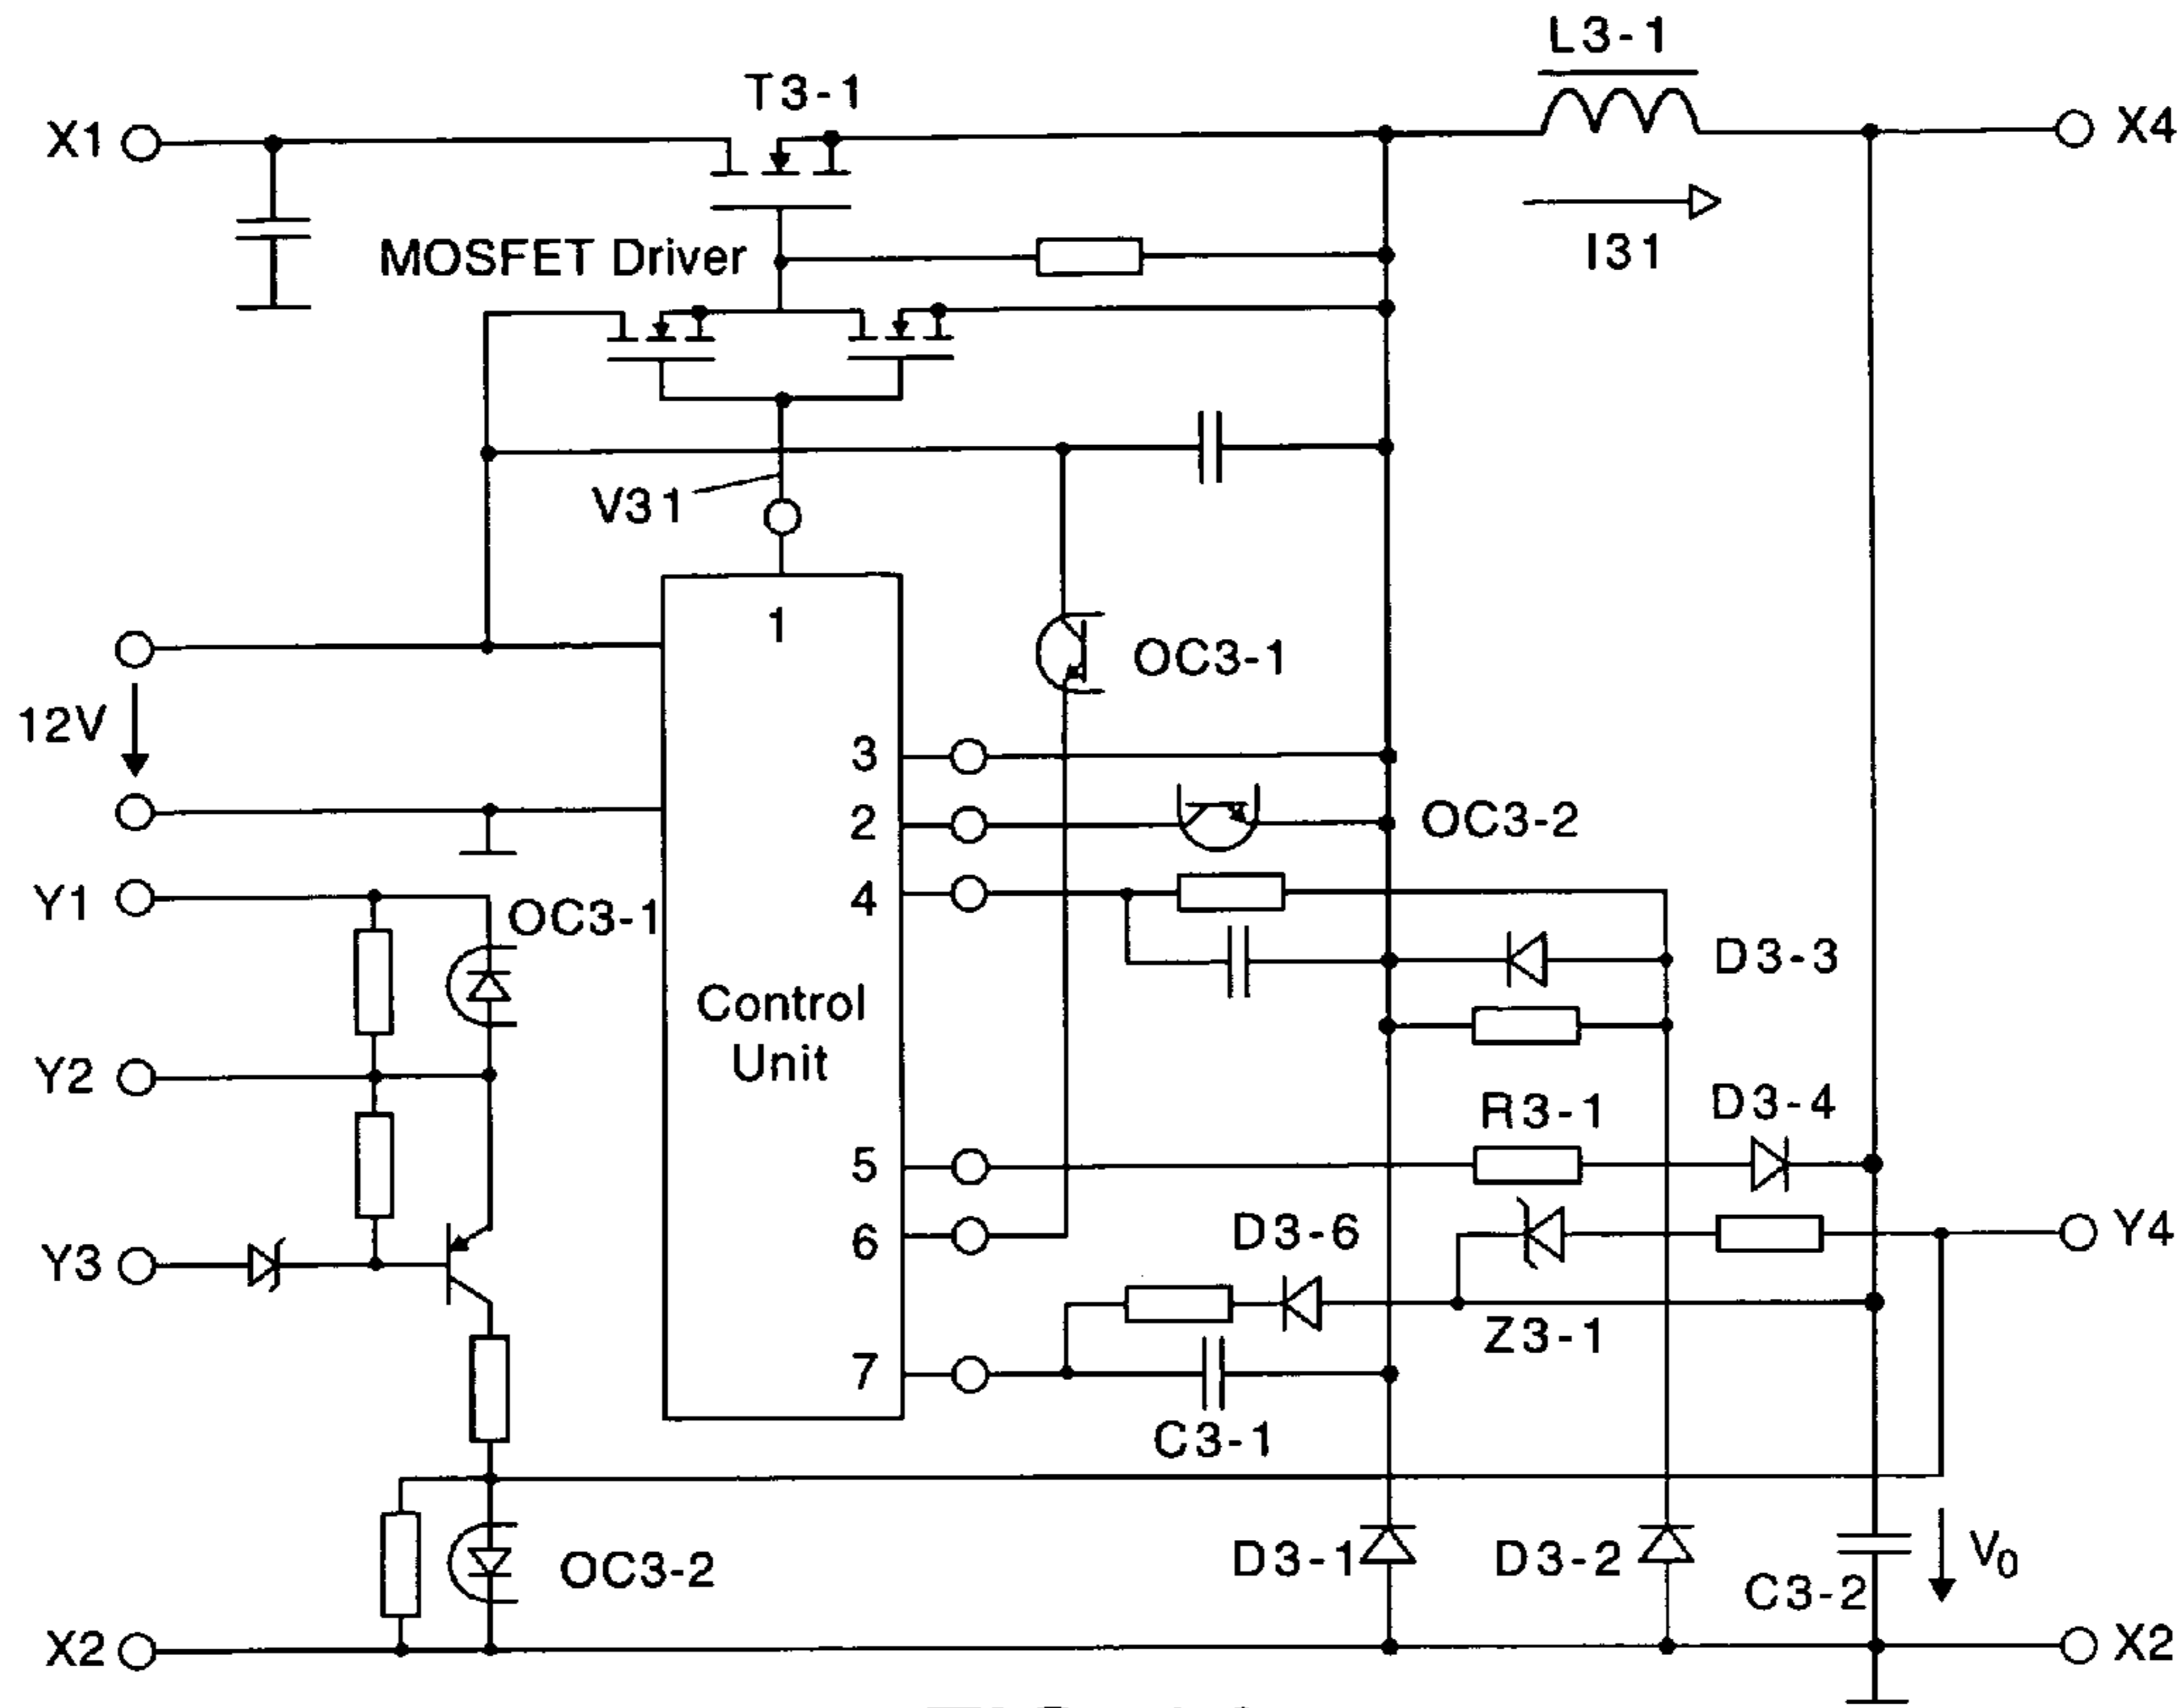 L3-1
T3-1
X1
X4
MOSFET Driver
I31
V31
1
OC3-1
12V
3
2
OC3-2
Y1
OC3-1
4
D3-3
Control
Unit
Y2
R3-1
D3-4
5
Y3
6
D3-6
Y4
Z3-1
7
C3-1
OC3-2
D3-1
D3-2
C3-2
V0
X2
X2